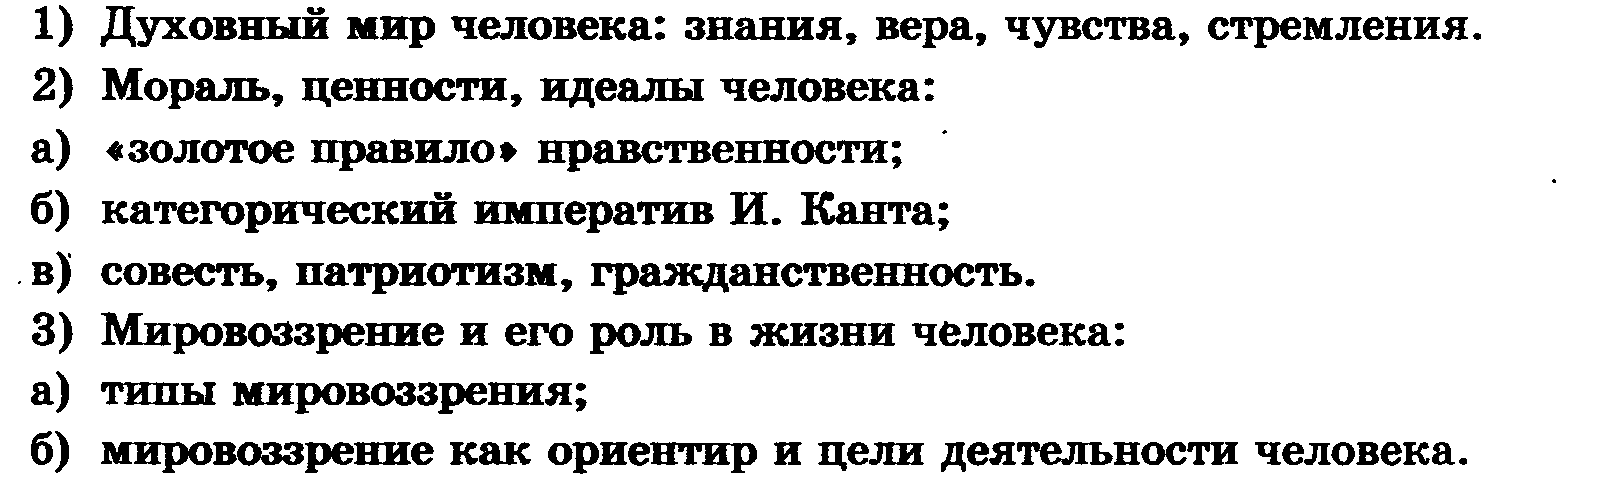 1) Духовный мир человека: знания, вера, чувства, стремления.
2) Мораль, ценности, идеалы человека:
а) «золотое правило» нравственности;
б) категорический императив И. Канта;
в) совесть, патриотизм, гражданственность.
3) Мировоззрение и его роль в жизни человека:
а) типы мировоззрения;
б) мировоззрение как ориентир и цели деятельности человека.